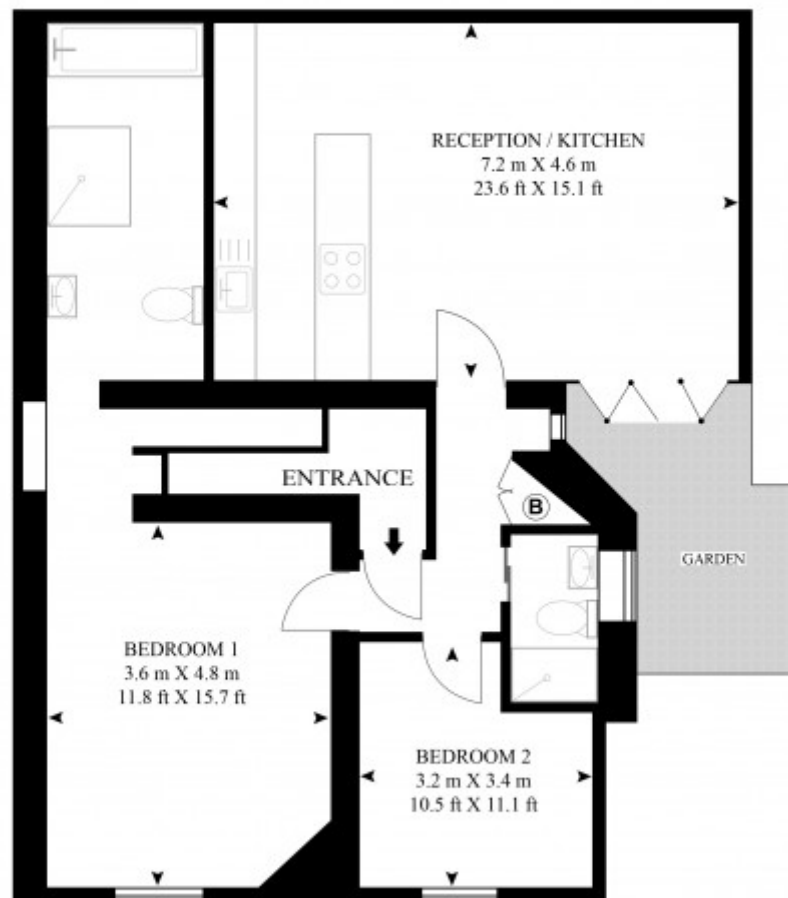 RECEPTION / KITCHEN
7.2 m X 4.6 m
23.6 ft X 15.1 ft
ENTRANCE
B
GARDEN
BEDROOM 1
3.6 m X 4.8 m
11.8 ft X 15.7 ft
BEDROOM 2
3.2 m X 3.4 m
10.5 ft X 11.1 ft